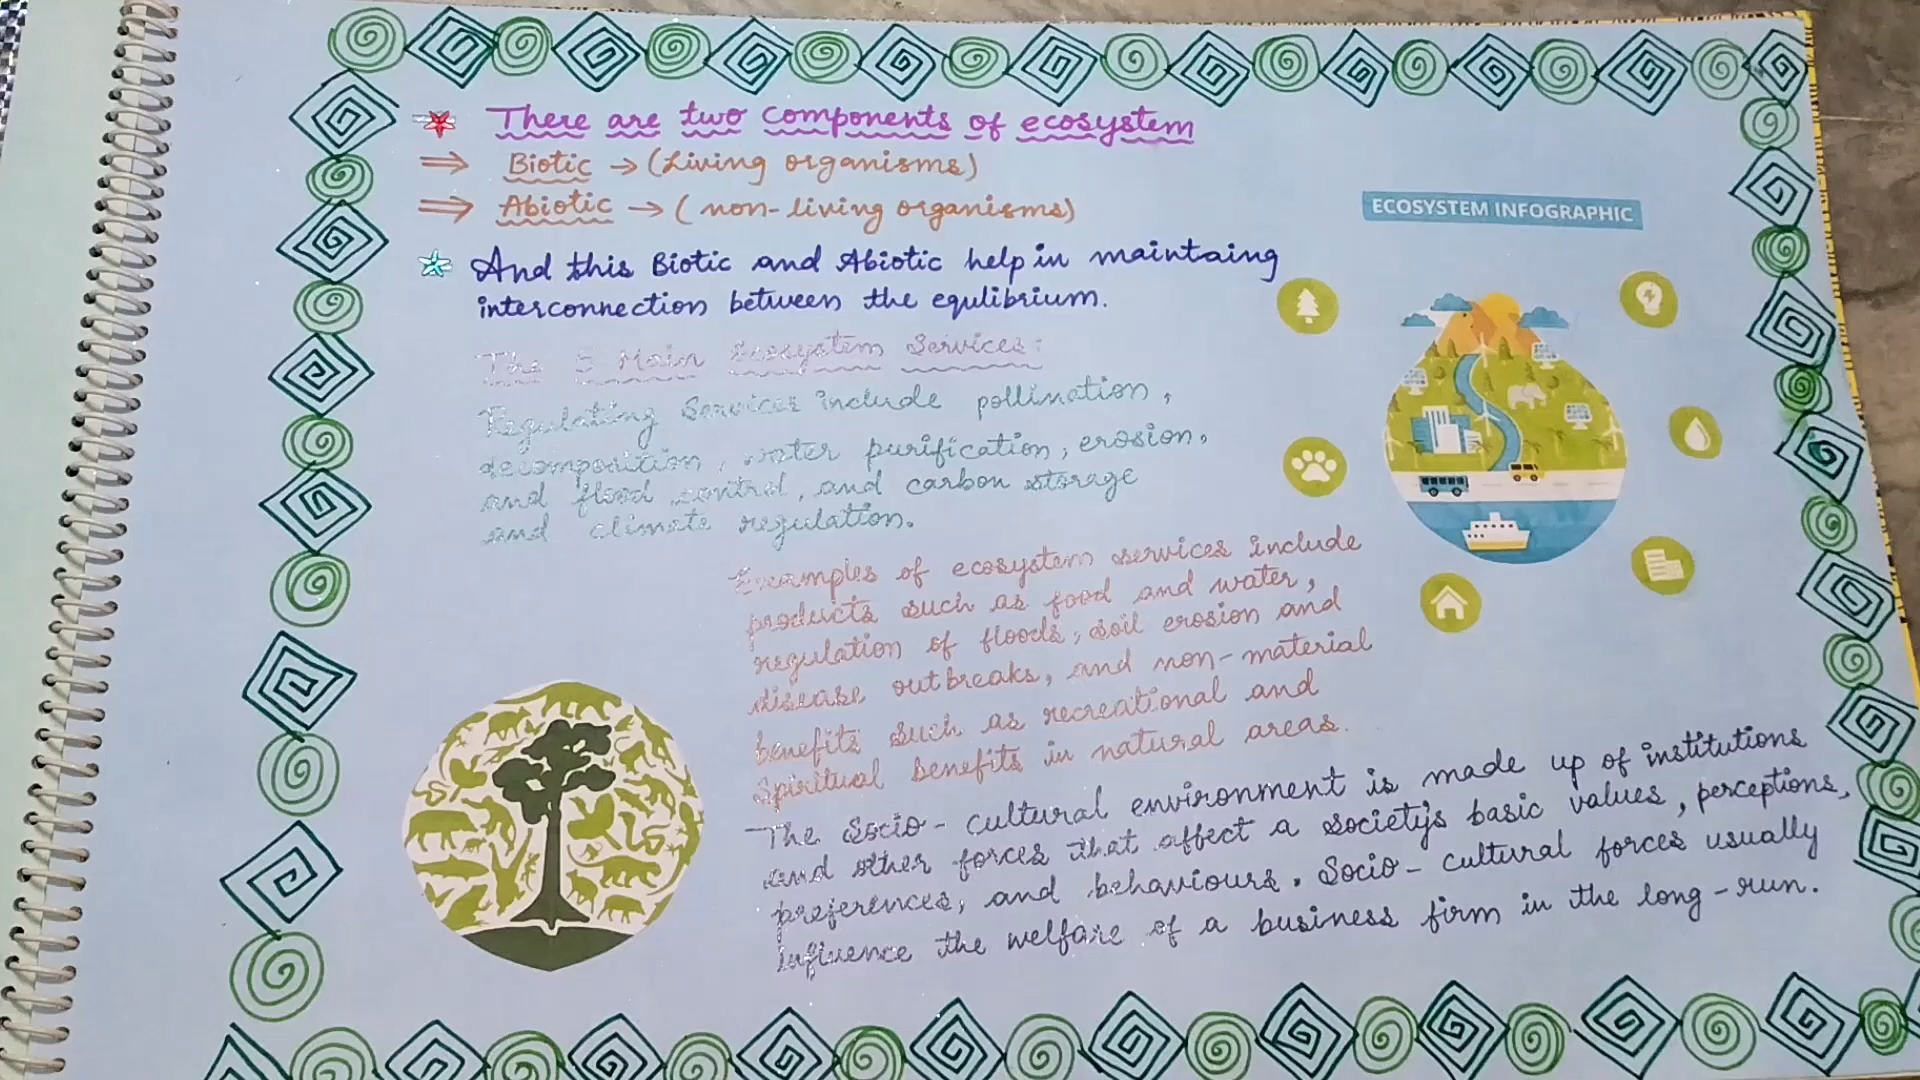 There are two components of ecosystem
⇒ Biotic → (Living organisms)
⇒ Abiotic → (non-living organisms)
And this Biotic and Abiotic help in maintaing
interconnection between the equlibrium.
The 5 Main Ecosystem Services:
Regulating Services include pollination,
decomposition, water purification, erosion,
and flood control, and carbon storage
and climate regulation.
ECOSYSTEM INFOGRAPHIC
Examples of ecosystem services include
products such as food and water,
regulation of floods, soil erosion and
disease outbreaks, and non-material
benefits such as recreational and
Spiritual benefits in natural areas.
The Socio-cultural environment is made up of institutions
and other forces that affect a society's basic values, perceptions,
preferences, and behaviours. Socio-cultural forces usually
influence the welfare of a business firm in the long-run.